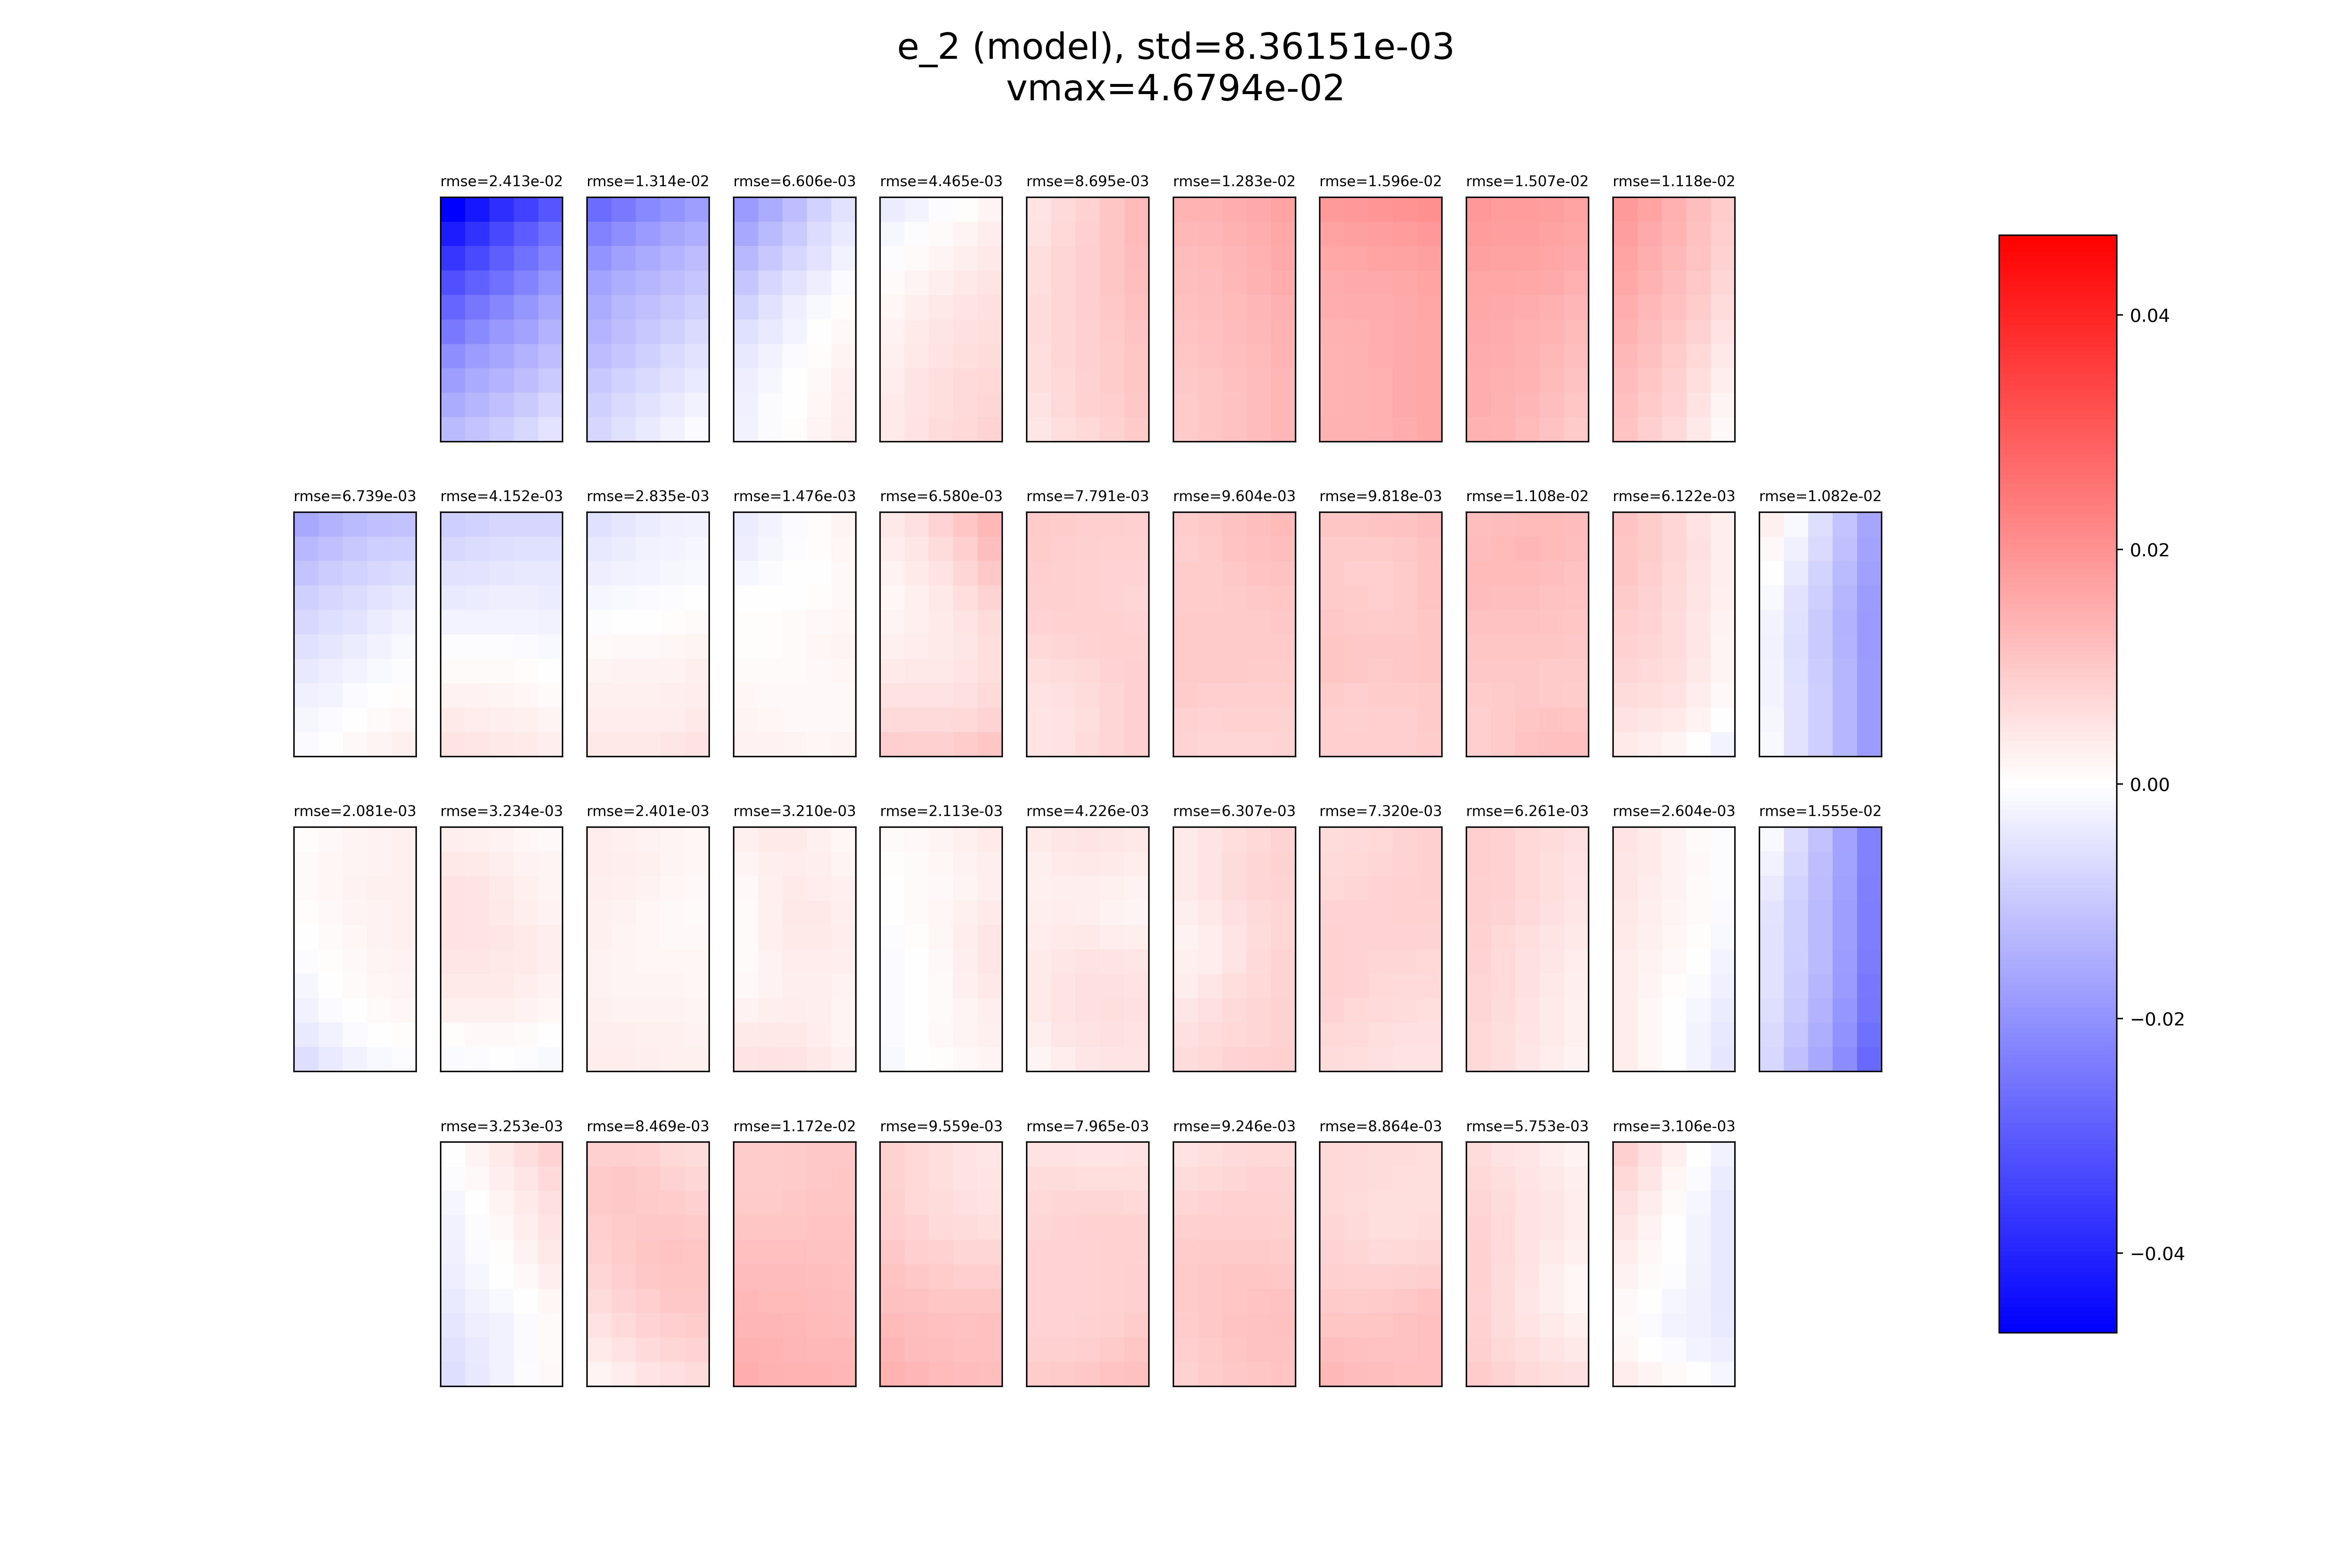 e_2 (model), std=8.36151e-03
vmax=4.6794e-02
rmse=2.413e-02 rmse=1.314e-02 rmse=6.606e-03 rmse=4.465e-03 rmse=8.695e-03 rmse=1.283e-02 rmse=1.596e-02 rmse=1.507e-02 rmse=1.118e-02
rmse=6.739e-03 rmse=4.152e-03 rmse=2.835e-03 rmse=1.476e-03 rmse=6.580e-03 rmse=7.791e-03 rmse=9.604e-03 rmse=9.818e-03 rmse=1.108e-02 rmse=6.122e-03 rmse=1.082e-02
rmse=2.081e-03 rmse=3.234e-03 rmse=2.401e-03 rmse=3.210e-03 rmse=2.113e-03 rmse=4.226e-03 rmse=6.307e-03 rmse=7.320e-03 rmse=6.261e-03 rmse=2.604e-03 rmse=1.555e-02
rmse=3.253e-03 rmse=8.469e-03 rmse=1.172e-02 rmse=9.559e-03 rmse=7.965e-03 rmse=9.246e-03 rmse=8.864e-03 rmse=5.753e-03 rmse=3.106e-03
0.04
0.02
0.00
−0.02
−0.04